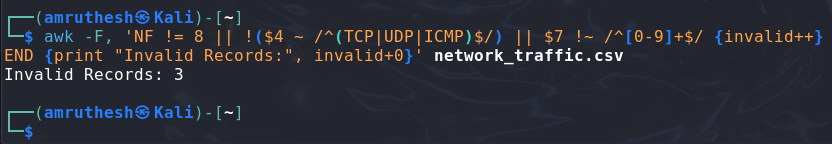 ┌──(amruthesh㉿Kali)-[~]
└─$ awk -F, 'NF != 8 || !($4 ~ /^(TCP|UDP|ICMP)$/) || $7 !~ /^[0-9]+$/ {invalid++}
END {print "Invalid Records:", invalid+0}' network_traffic.csv
Invalid Records: 3
┌──(amruthesh㉿Kali)-[~]
└─$